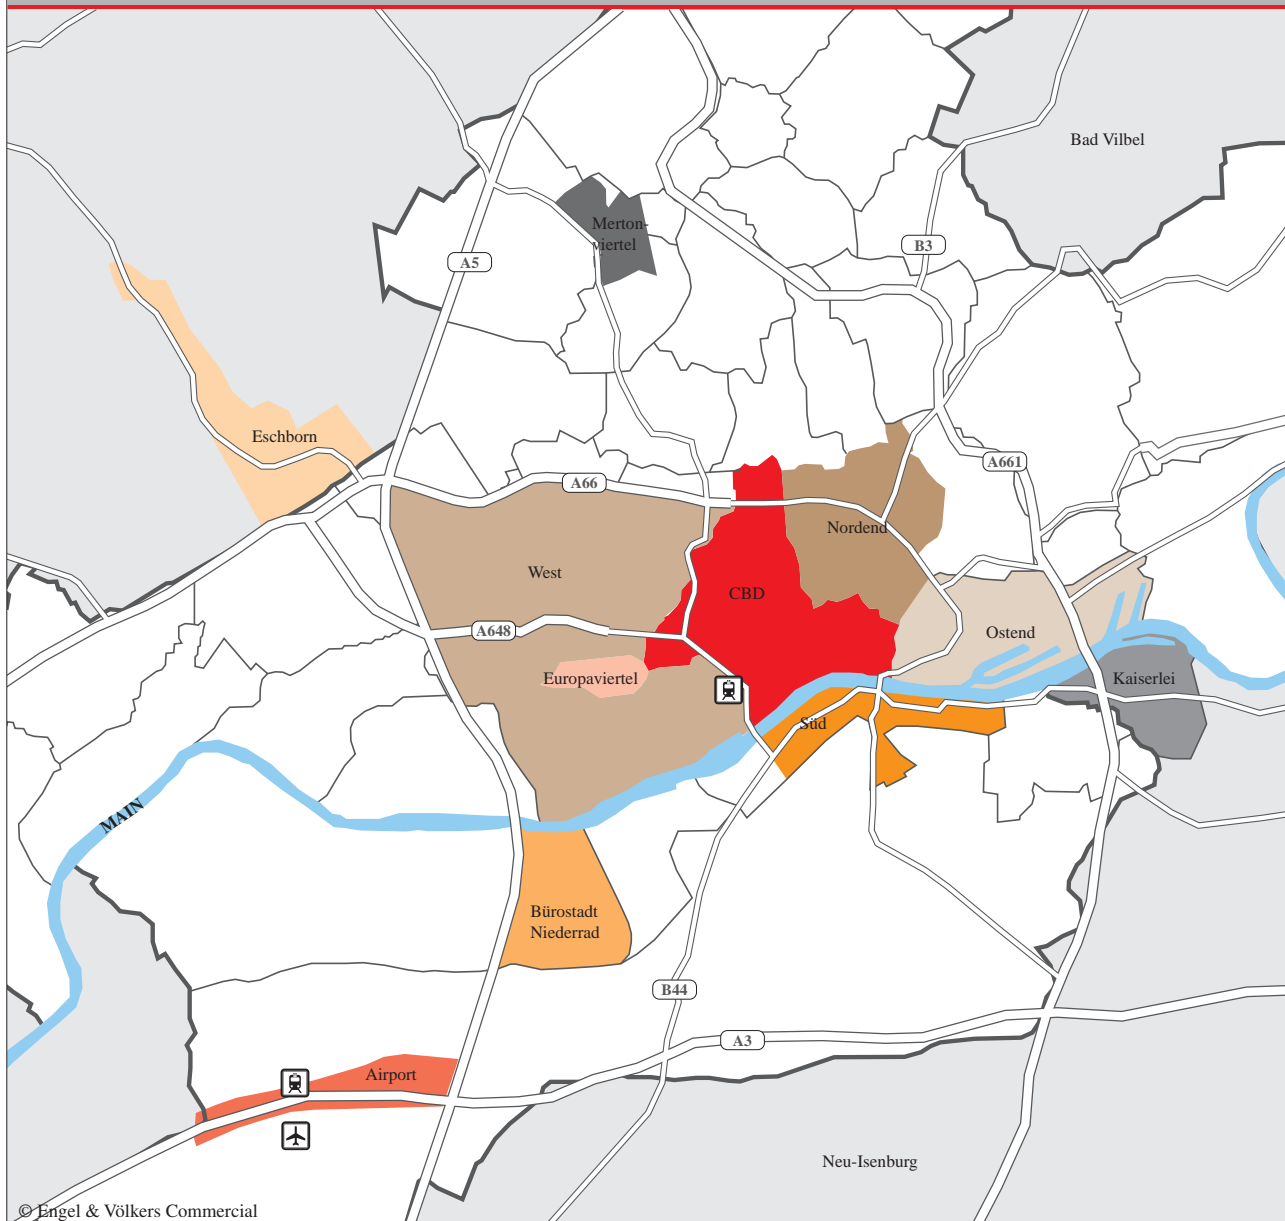 Bad Vilbel
Merton-
viertel
B3
A5
Eschborn
A661
A66
Nordend
West
CBD
A648
Ostend
Europaviertel
Kaiserlei
Süd
MAIN
Bürostadt
Niederrad
B44
A3
Airport
Neu-Isenburg
© Engel & Völkers Commercial